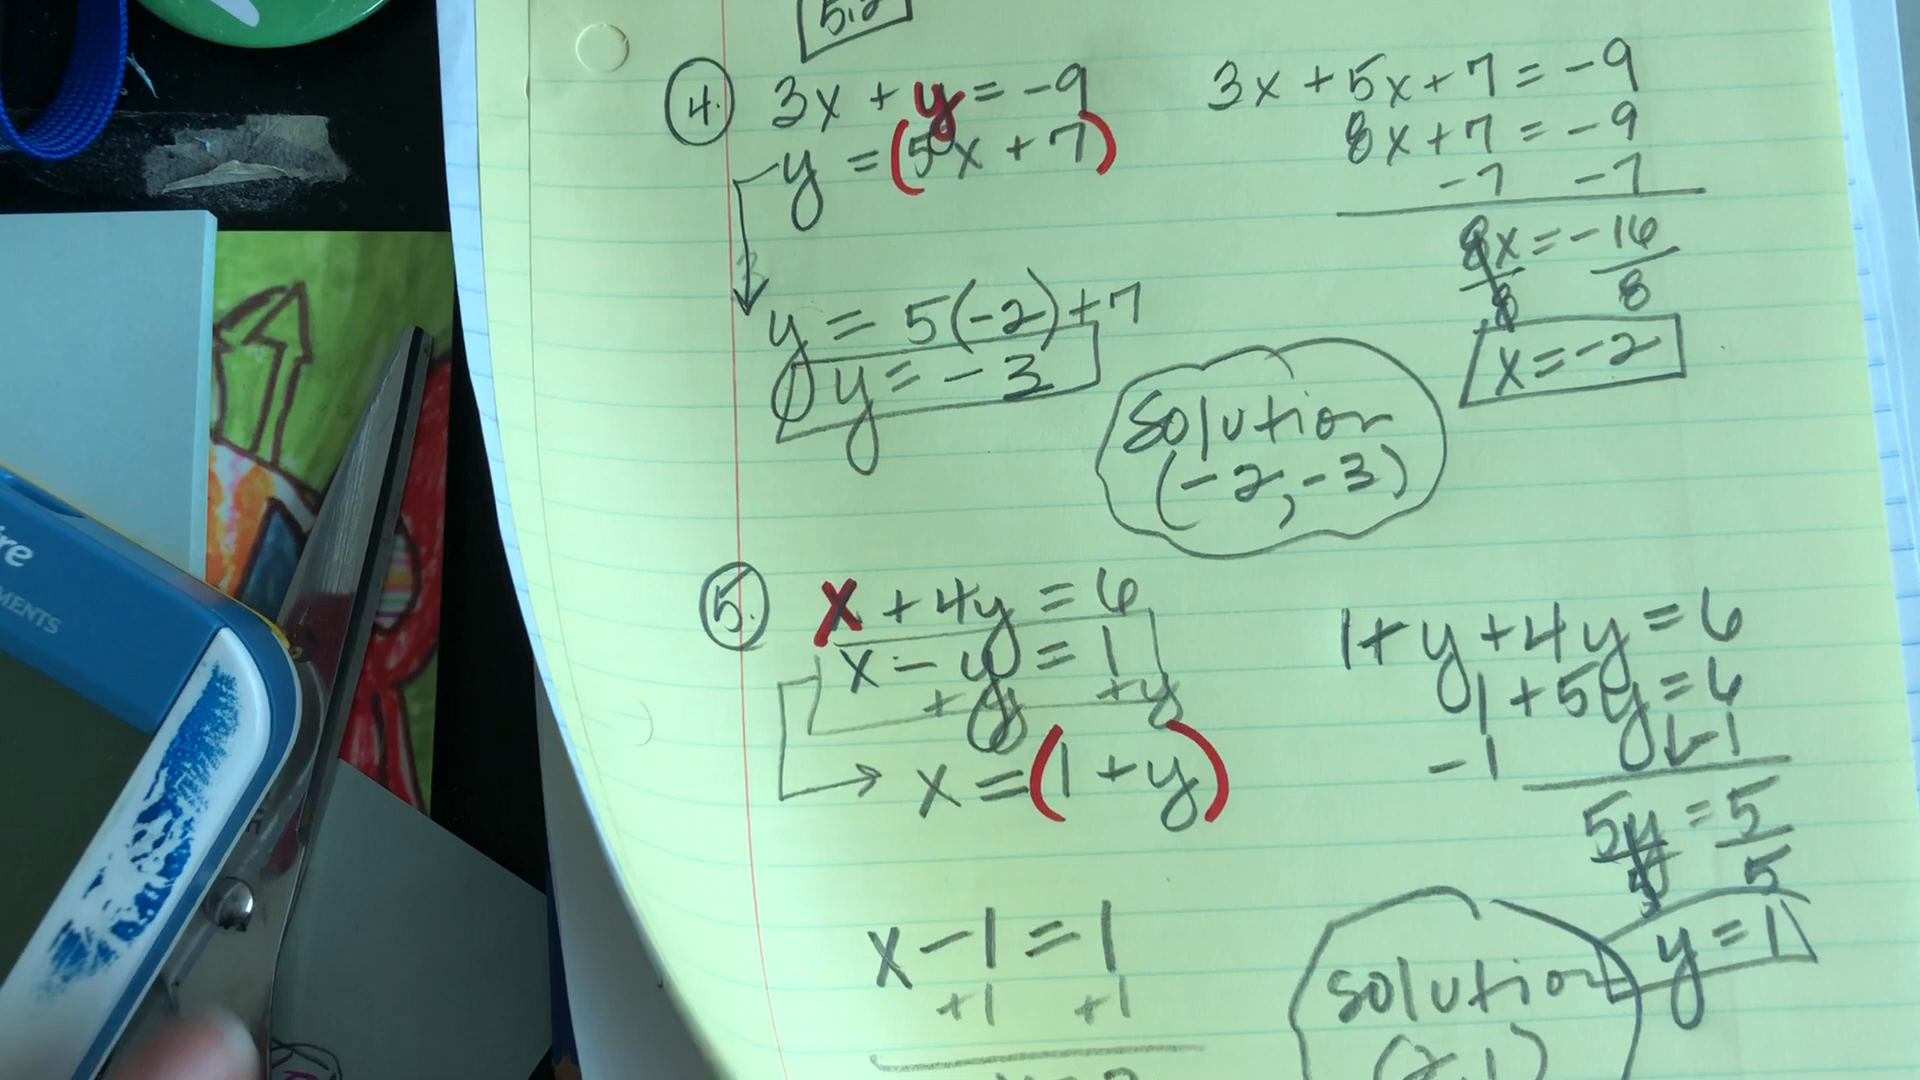 5.2
4. 3x + y = -9
y = (5x + 7)
y = 5(-2) + 7
y = -3
3x + 5x + 7 = -9
8x + 7 = -9
-7 -7
8x = -16
8 8
x = -2
Solution
(-2, -3)
5. x + 4y = 6
x - y = 1
+y +y
x = (1 + y)
x - 1 = 1
+1 +1
1 + y + 4y = 6
1 + 5y = 6
-1 -1
5y = 5
5 5
y = 1
Solution
MENTS